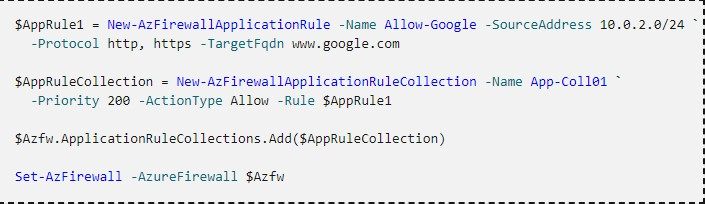 $AppRule1 = New-AzFirewallApplicationRule -Name Allow-Google -SourceAddress 10.0.2.0/24 `
-Protocol http, https -TargetFqdn www.google.com
$AppRuleCollection = New-AzFirewallApplicationRuleCollection -Name App-Coll01 `
-Priority 200 -ActionType Allow -Rule $AppRule1
$Azfw.ApplicationRuleCollections.Add($AppRuleCollection)
Set-AzFirewall -AzureFirewall $Azfw